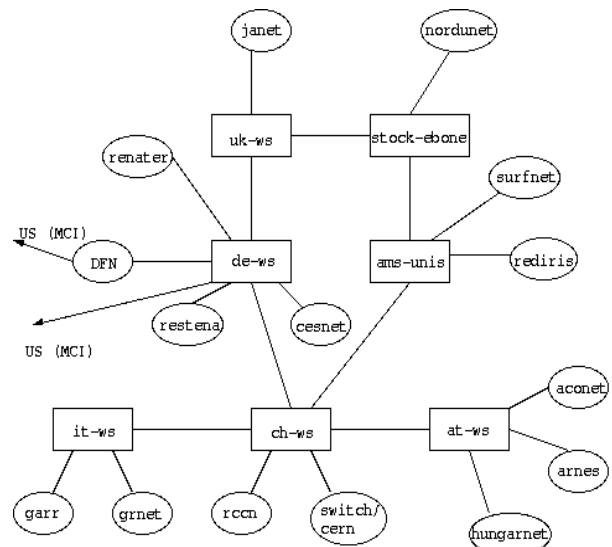 janet
nordunet
uk-ws
stock-ebone
renater
surfnet
US (MCI)
DFN
de-ws
ams-unis
rediris
restena
cesnet
US (MCI)
aconet
it-ws
ch-ws
at-ws
arnes
garr
grnet
rccn
switch/
cern
hungarnet